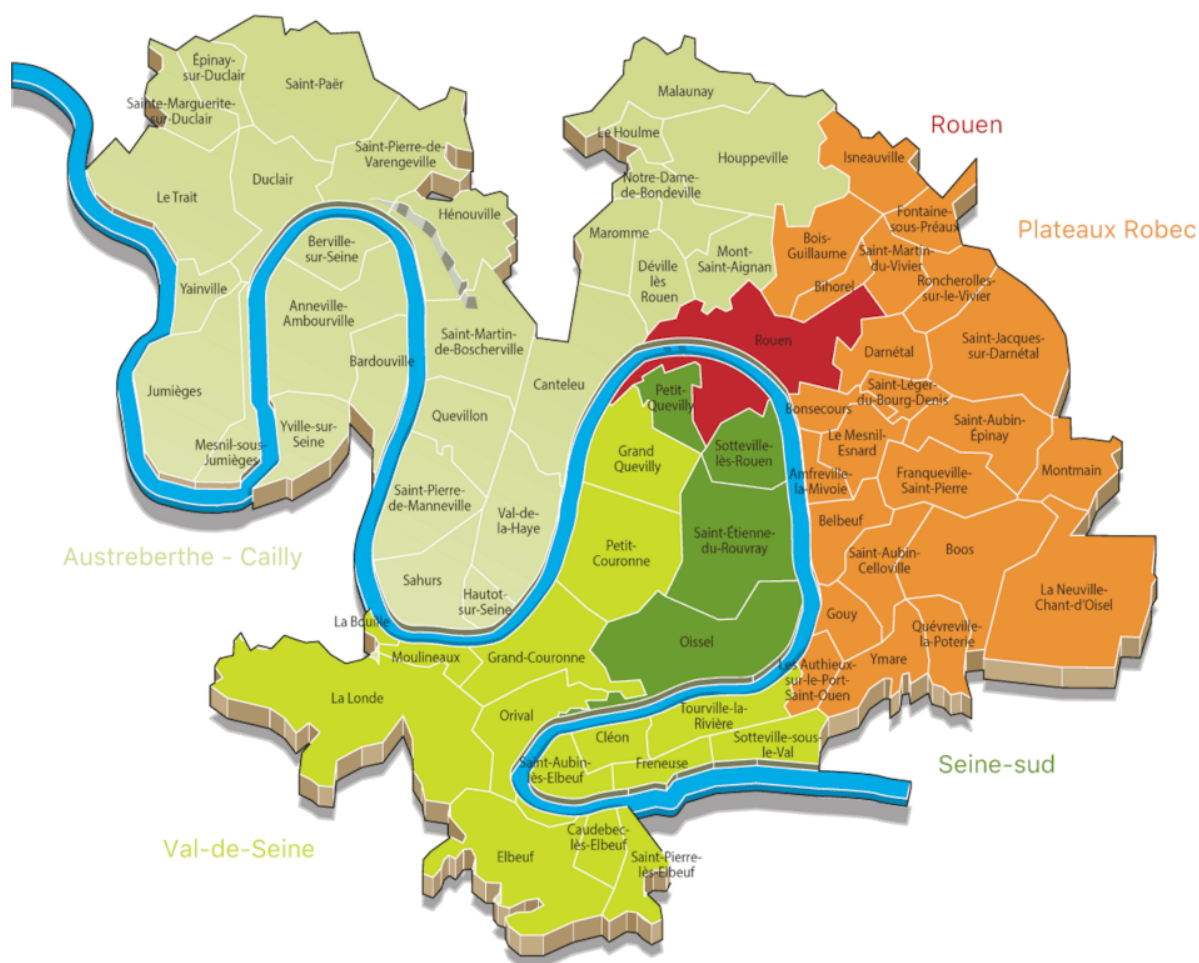 Épinay-
sur-Duclair
Saint-Paër
Sainte-Marguerite-
sur-Duclair
Saint-Pierre-de-
Varengeville
Le Trait
Duclair
Hénouville
Berville-
sur-Seine
Yainville
Anneville-
Ambourville
Bardouville
Saint-Martin-
de-Boscherville
Jumièges
Quevillon
Canteleu
Mesnil-sous-
Jumièges
Yville-sur-
Seine
Saint-Pierre-
de-Manneville
Val-de-
la-Haye
Sahurs
Hautot-
sur-Seine
Austreberthe - Cailly
Malaunay
Le Houlme
Houppeville
Notre-Dame-
de-Bondeville
Maromme
Déville
lès
Rouen
Mont-
Saint-Aignan
Rouen
Rouen
Plateaux Robec
Isneauville
Fontaine-
sous-Préaux
Bois-
Guillaume
Saint-Martin-
du-Vivier
Bihorel
Roncherolles-
sur-le-Vivier
Darnétal
Saint-Jacques-
sur-Darnétal
Saint-Léger-
du-Bourg-Denis
Bonsecours
Saint-Aubin-
Épinay
Le Mesnil-
Esnard
Montmain
Amfreville-
la-Mivoie
Franqueville-
Saint-Pierre
Belbeuf
Boos
Saint-Aubin-
Celloville
La Neuville-
Chant-d'Oisel
Gouy
Quévreville-
la-Poterie
Ymare
Les Authieux-
sur-le-Port-
Saint-Ouen
Petit-
Quevilly
Grand
Quevilly
Sotteville-
lès-Rouen
Petit-
Couronne
Saint-Étienne-
du-Rouvray
Oissel
Seine-sud
La Bouille
Moulineaux
Grand-Couronne
La Londe
Orival
Tourville-la-
Rivière
Cléon
Sotteville-sous-
le-Val
Saint-Aubin-
lès-Elbeuf
Freneuse
Caudebec-
lès-Elbeuf
Elbeuf
Saint-Pierre-
lès-Elbeuf
Val-de-Seine